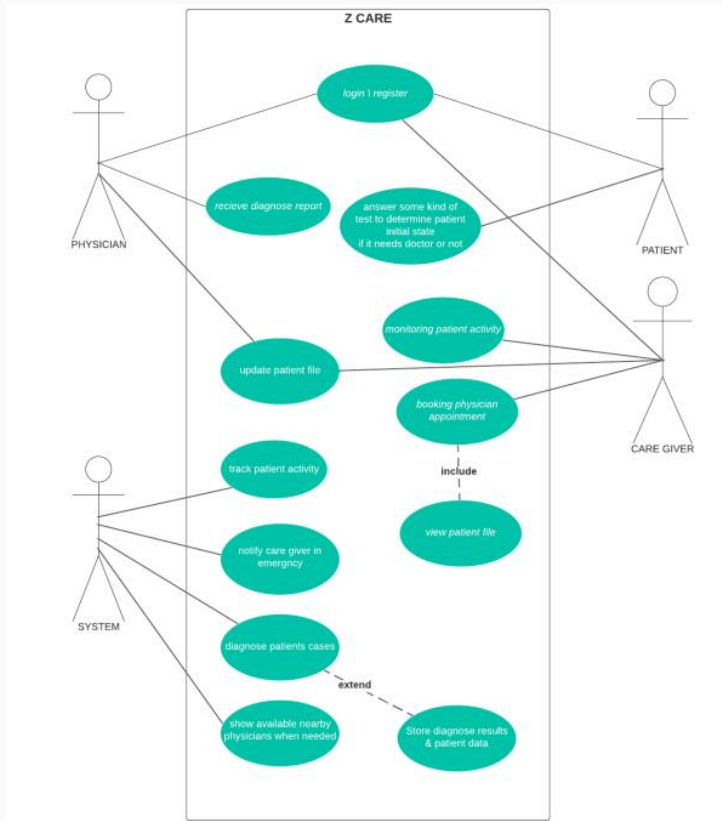 Z CARE
login \ register
PHYSICIAN
recieve diagnose report
answer some kind of
test to determine patient
initial state
if it needs doctor or not
PATIENT
monitoring patient activity
update patient file
booking physician
appointment
CARE GIVER
track patient activity
include
view patient file
notify care giver in
emergncy
SYSTEM
diagnose patients cases
extend
show available nearby
physicians when needed
Store diagnose results
& patient data